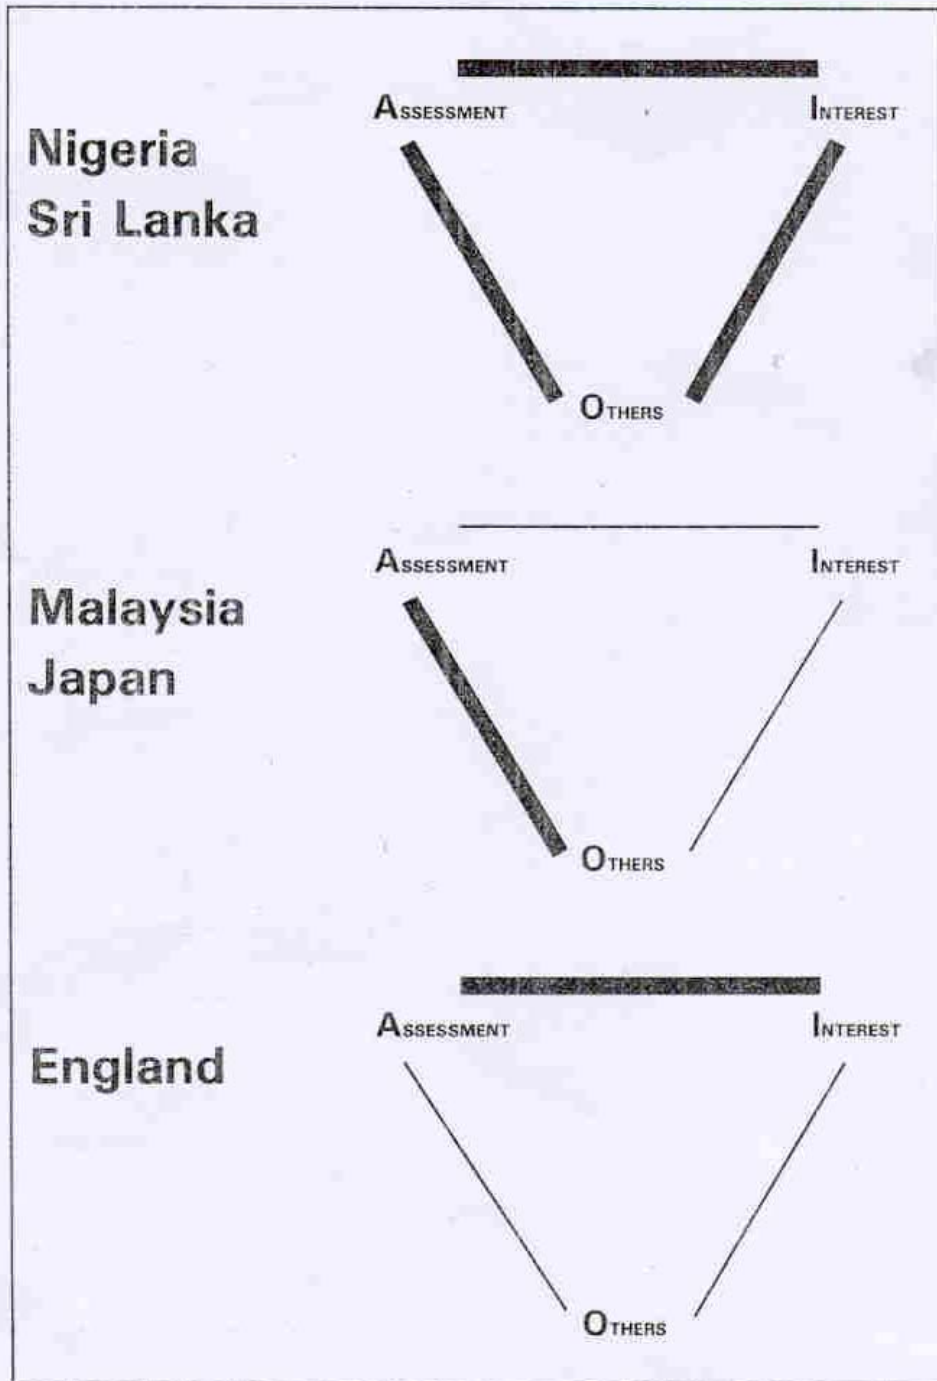 ASSESSMENT INTEREST
Nigeria
Sri Lanka
OTHERS
ASSESSMENT INTEREST
Malaysia
Japan
OTHERS
ASSESSMENT INTEREST
England
OTHERS